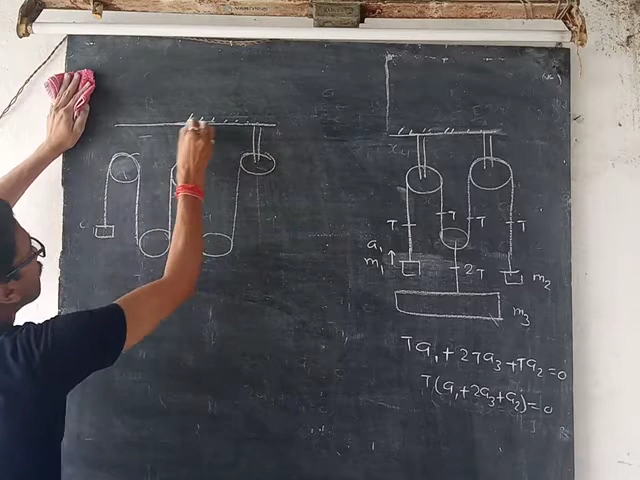 T
T
T
T
a₁
m₁
2T
m₂
m₃
Ta₁ + 2Ta₃ + Ta₂ = 0
T(a₁ + 2a₃ + a₂) = 0